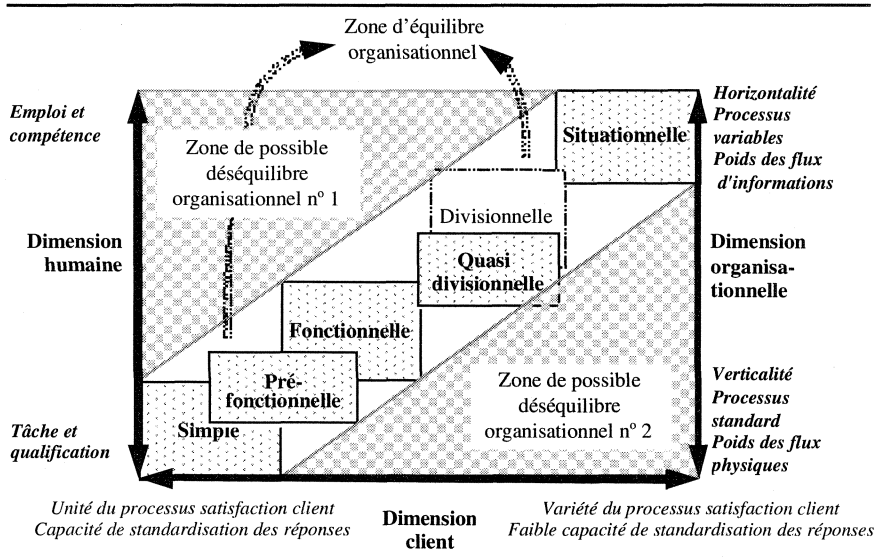 Zone d'équilibre
organisationnel
Emploi et
compétence
Horizontalité
Processus
variables
Poids des flux
d'informations
Situationnelle
Zone de possible
déséquilibre
organisationnel nº 1
Divisionnelle
Dimension
humaine
Dimension
organisa-
tionnelle
Quasi
divisionnelle
Fonctionnelle
Pré-
fonctionnelle
Simple
Zone de possible
déséquilibre
organisationnel nº 2
Verticalité
Processus
standard
Poids des flux
physiques
Tâche et
qualification
Unité du processus satisfaction client
Capacité de standardisation des réponses
Dimension
client
Variété du processus satisfaction client
Faible capacité de standardisation des réponses